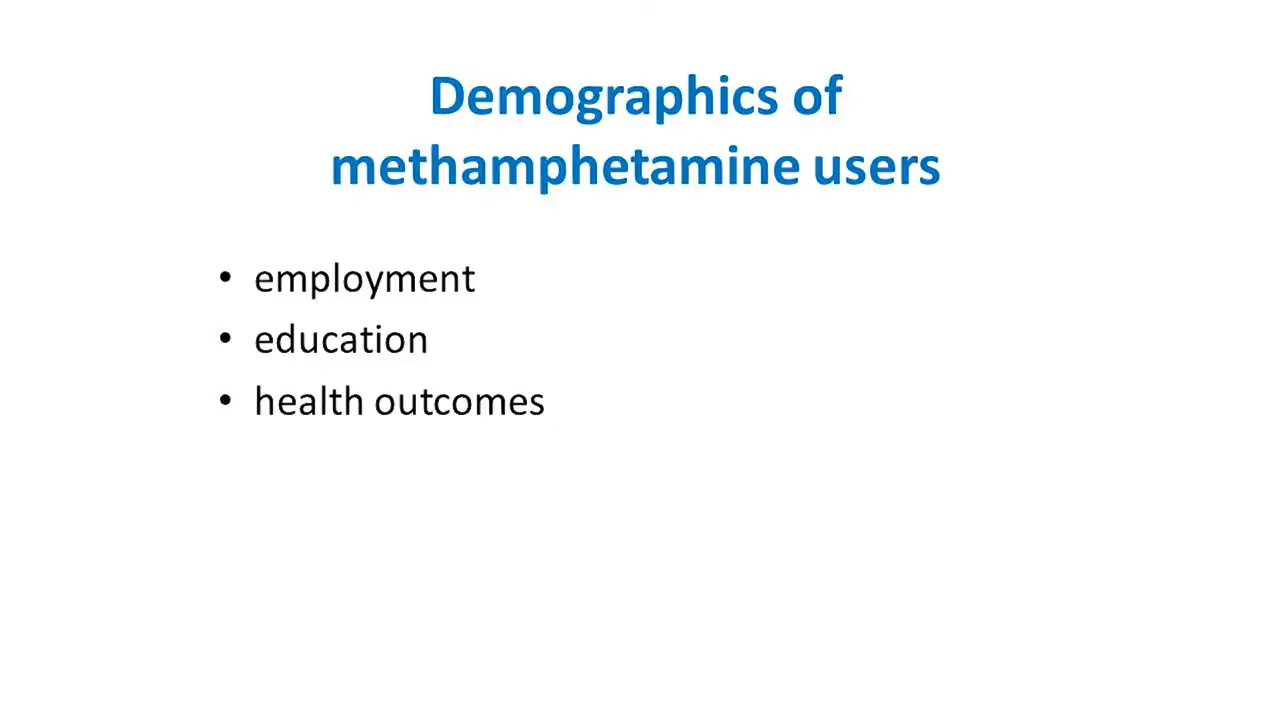 Demographics of
methamphetamine users
• employment
• education
• health outcomes